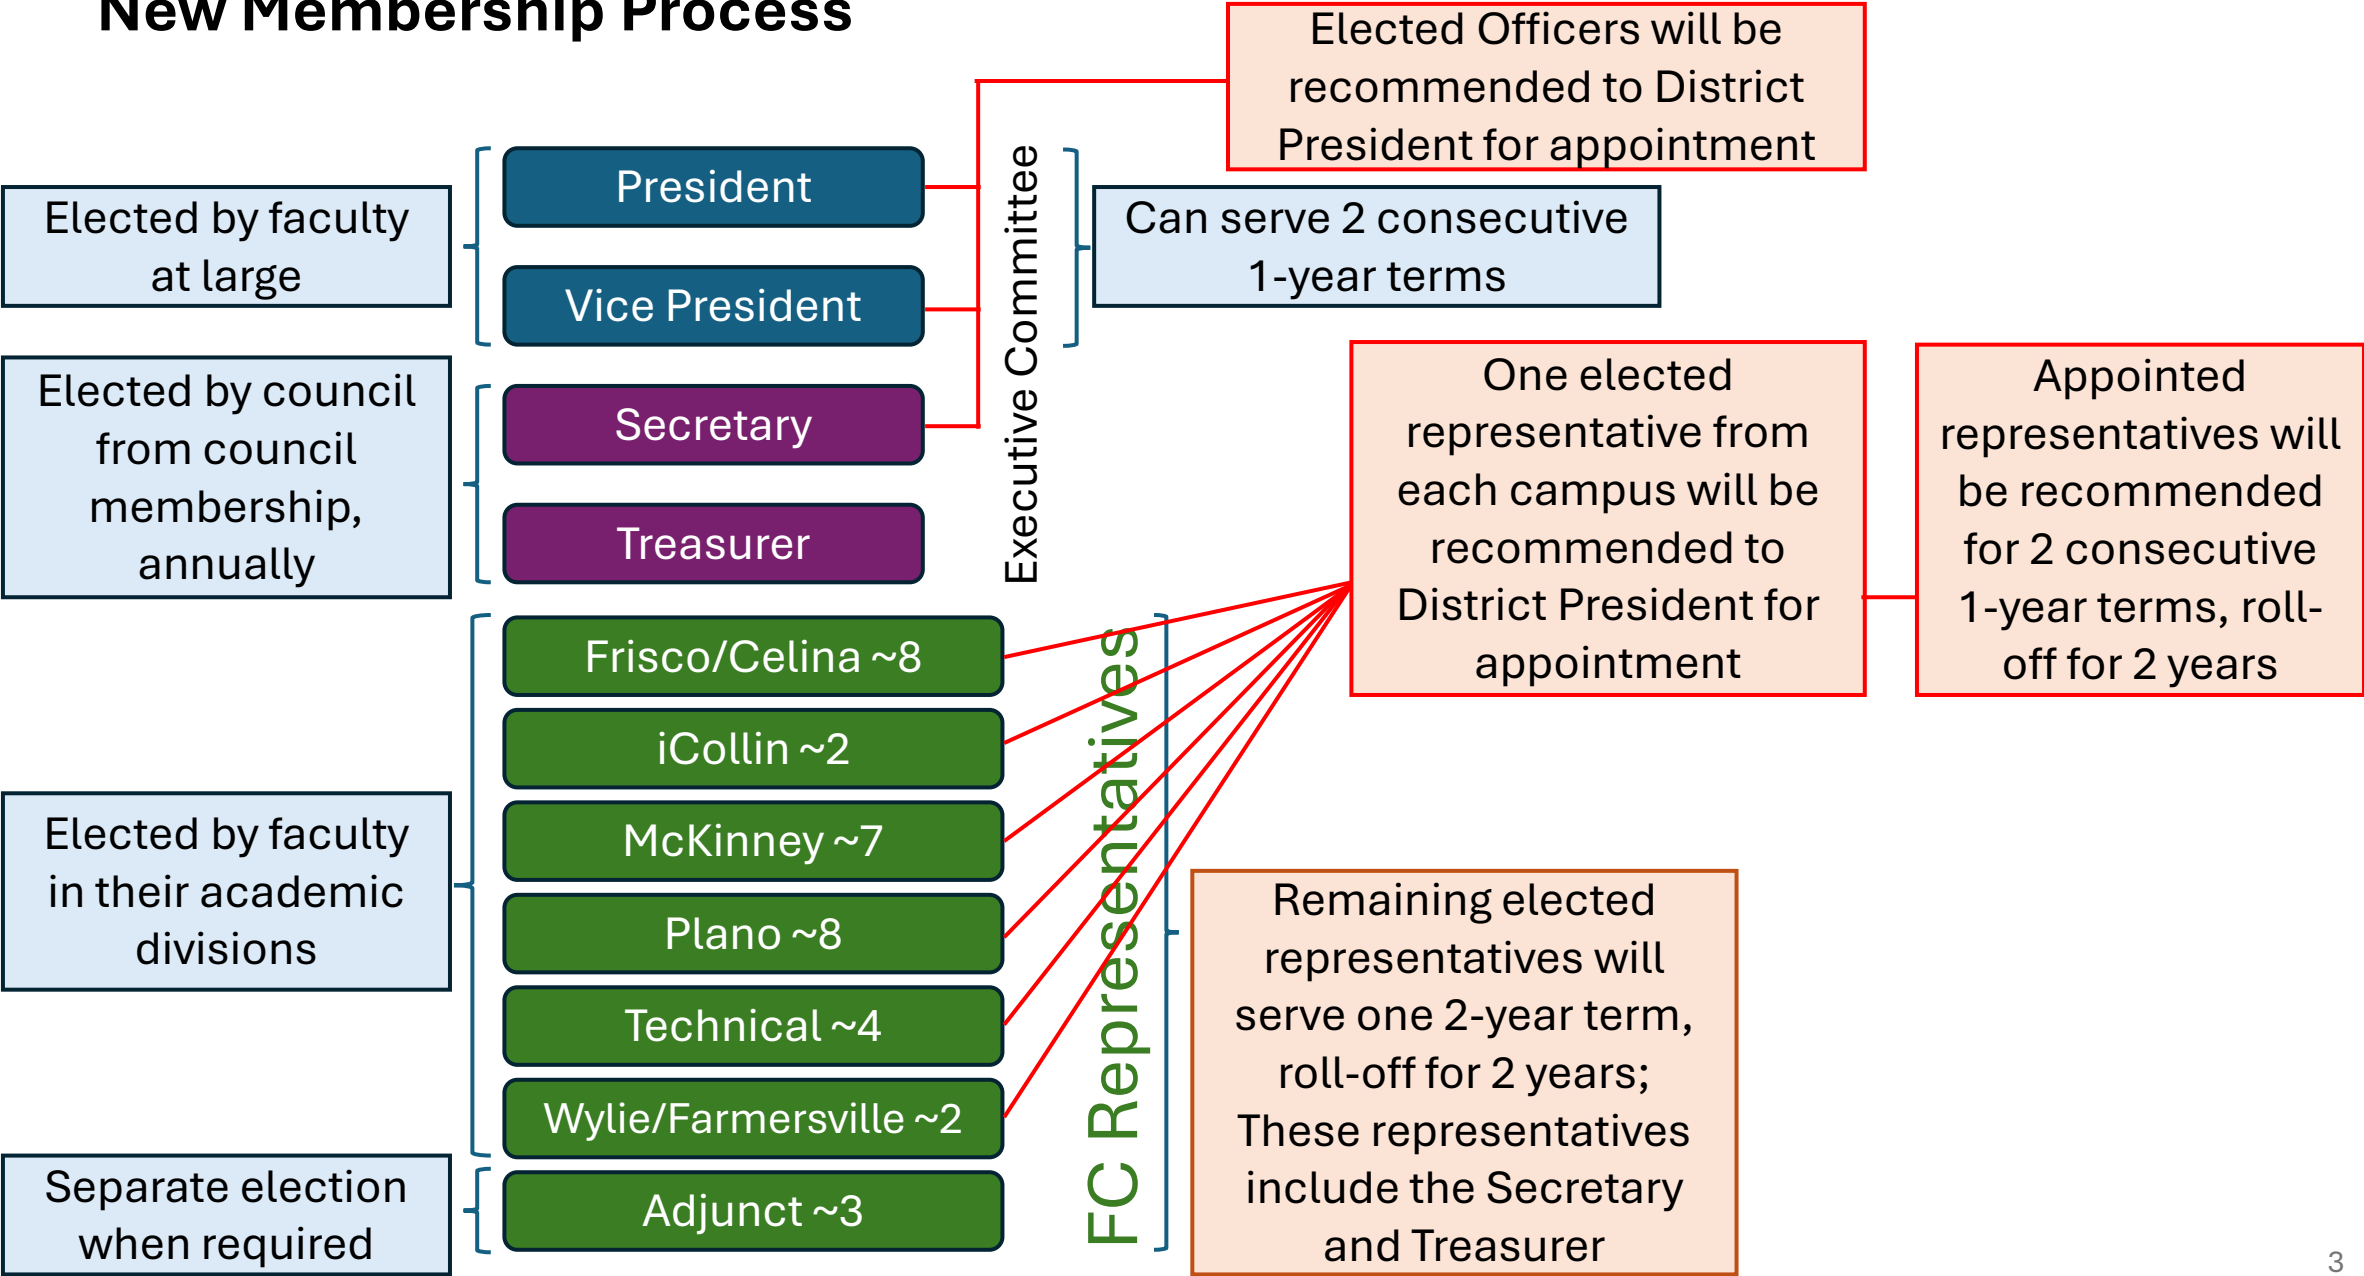 New Membership Process
Elected Officers will be
recommended to District
President for appointment
Elected by faculty
at large
President
Vice President
Executive Committee
Can serve 2 consecutive
1-year terms
Elected by council
from council
membership,
annually
Secretary
Treasurer
One elected
representative from
each campus will be
recommended to
District President for
appointment
Appointed
representatives will
be recommended
for 2 consecutive
1-year terms, roll-
off for 2 years
Elected by faculty
in their academic
divisions
Frisco/Celina ~8
iCollin ~2
McKinney ~7
Plano ~8
Technical ~4
Wylie/Farmersville ~2
FC Representatives
Remaining elected
representatives will
serve one 2-year term,
roll-off for 2 years;
These representatives
include the Secretary
and Treasurer
Separate election
when required
Adjunct ~3
3